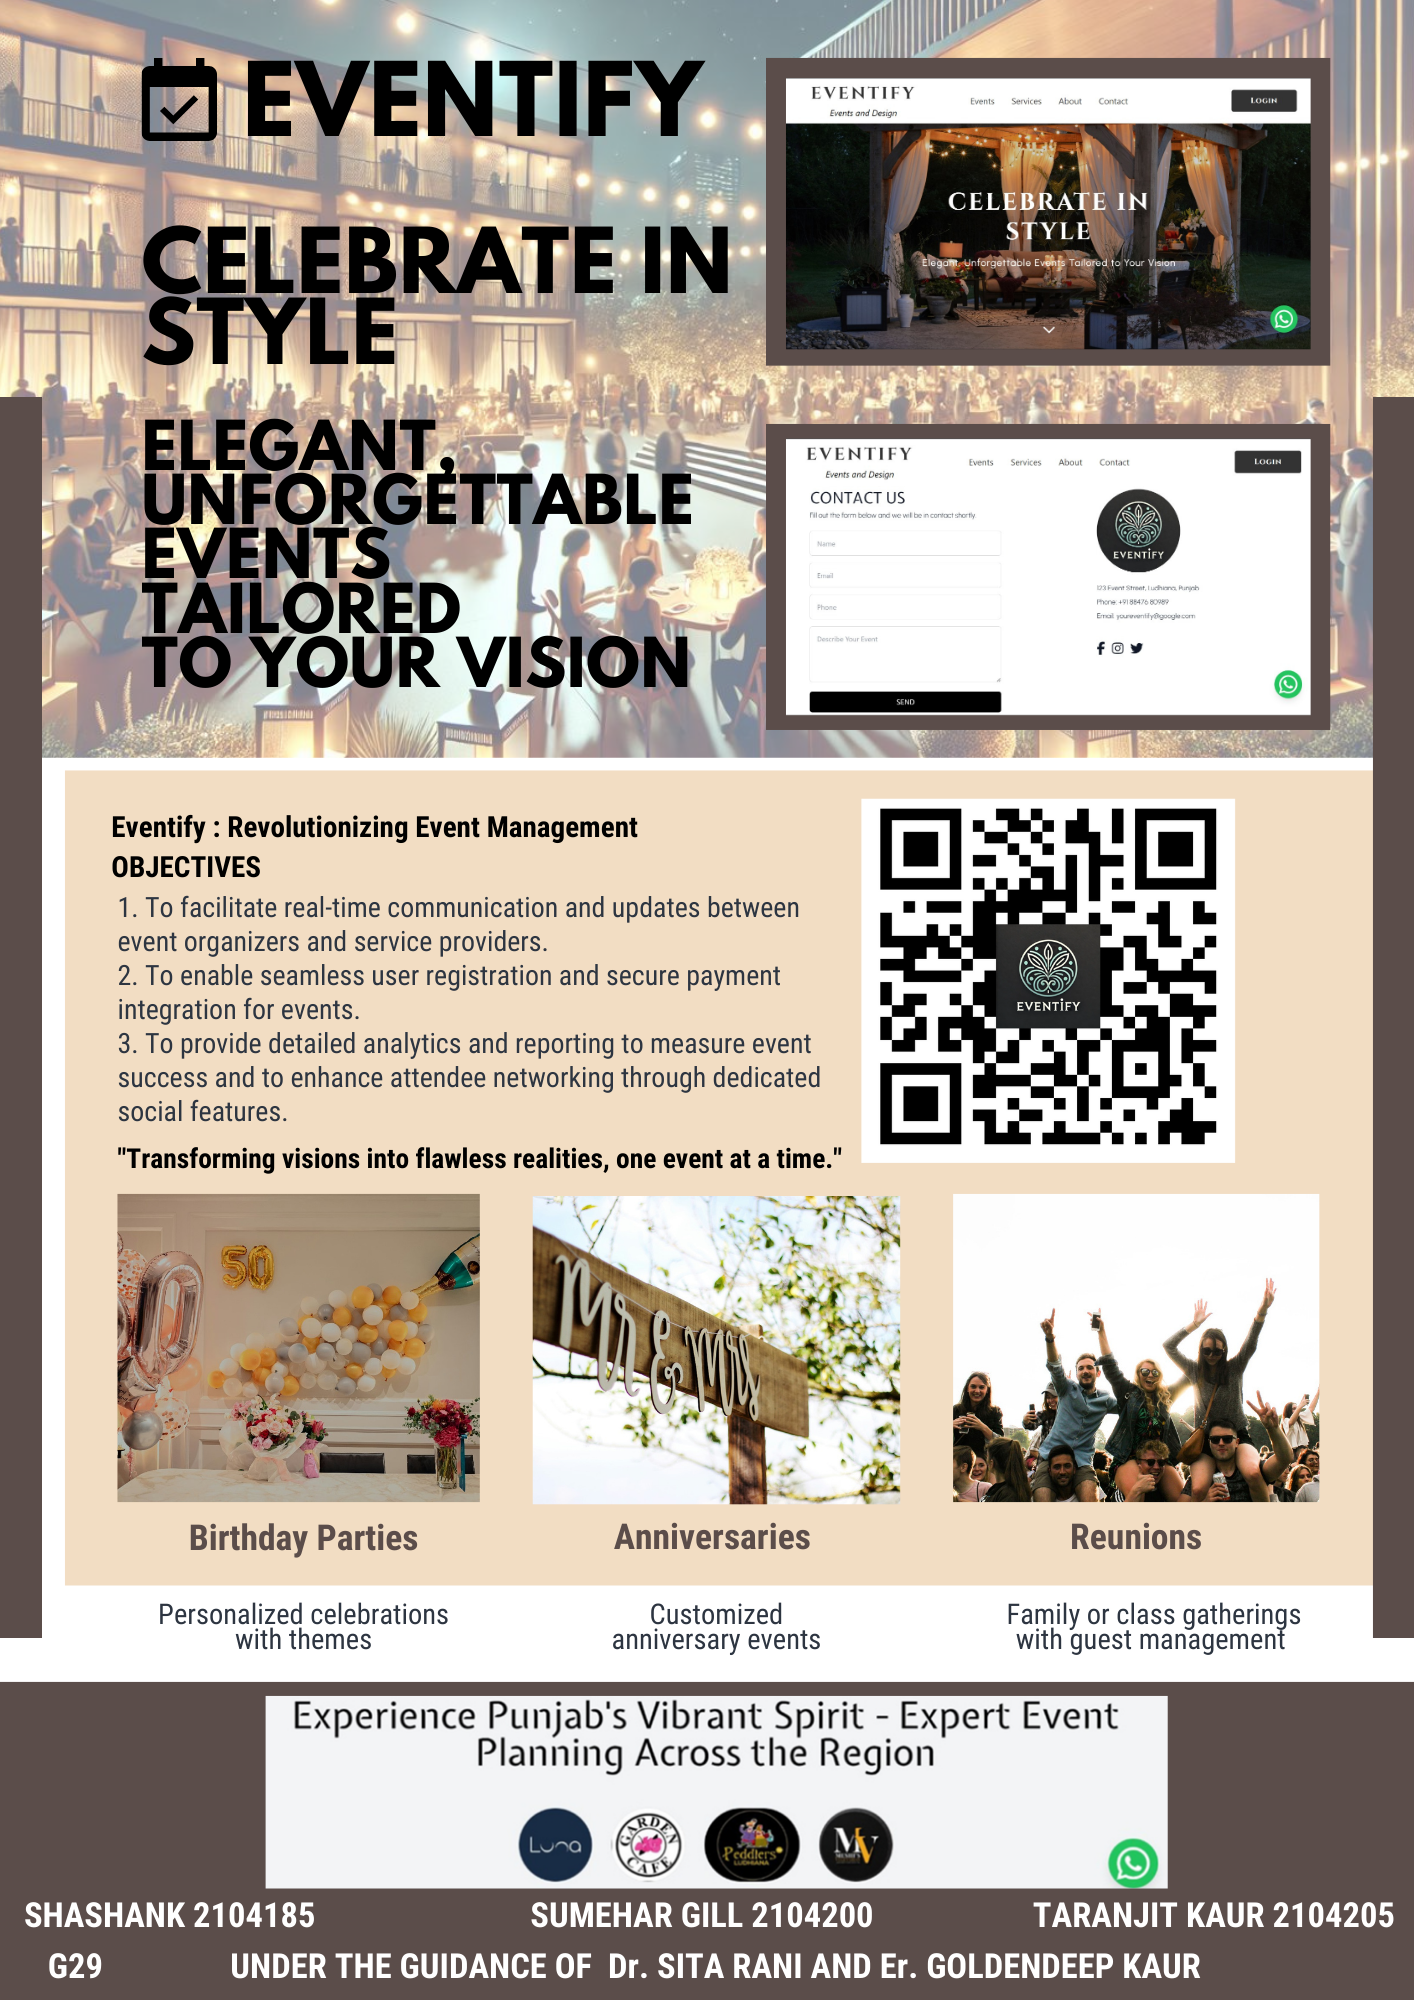 EVENTIFY
CELEBRATE IN
STYLE
ELEGANT,
UNFORGETTABLE
EVENTS
TAILORED
TO YOUR VISION
EVENTIFY
Events and Design
Events Services About Contact
LOGIN
CELEBRATE IN
STYLE
Elegant, Unforgettable Events Tailored to Your Vision
EVENTIFY
Events and Design
Events Services About Contact
LOGIN
CONTACT US
Fill out the form below and we will be in contact shortly.
Name
Email
Phone
Describe Your Event
SEND
EVENTIFY
123 Event Street, Ludhiana, Punjab
Phone: +91 88476 80989
Email: youreventify@google.com
Eventify : Revolutionizing Event Management
OBJECTIVES
1. To facilitate real-time communication and updates between
event organizers and service providers.
2. To enable seamless user registration and secure payment
integration for events.
3. To provide detailed analytics and reporting to measure event
success and to enhance attendee networking through dedicated
social features.
"Transforming visions into flawless realities, one event at a time."
EVENTIFY
50
0
Mr & Mrs
Birthday Parties
Anniversaries
Reunions
Personalized celebrations
with themes
Customized
anniversary events
Family or class gatherings
with guest management
Experience Punjab's Vibrant Spirit - Expert Event
Planning Across the Region
Luna
GARDEN
CAFE
Peddlers
LUDHIANA
MV
SHASHANK 2104185
SUMEHAR GILL 2104200
TARANJIT KAUR 2104205
G29
UNDER THE GUIDANCE OF Dr. SITA RANI AND Er. GOLDENDEEP KAUR